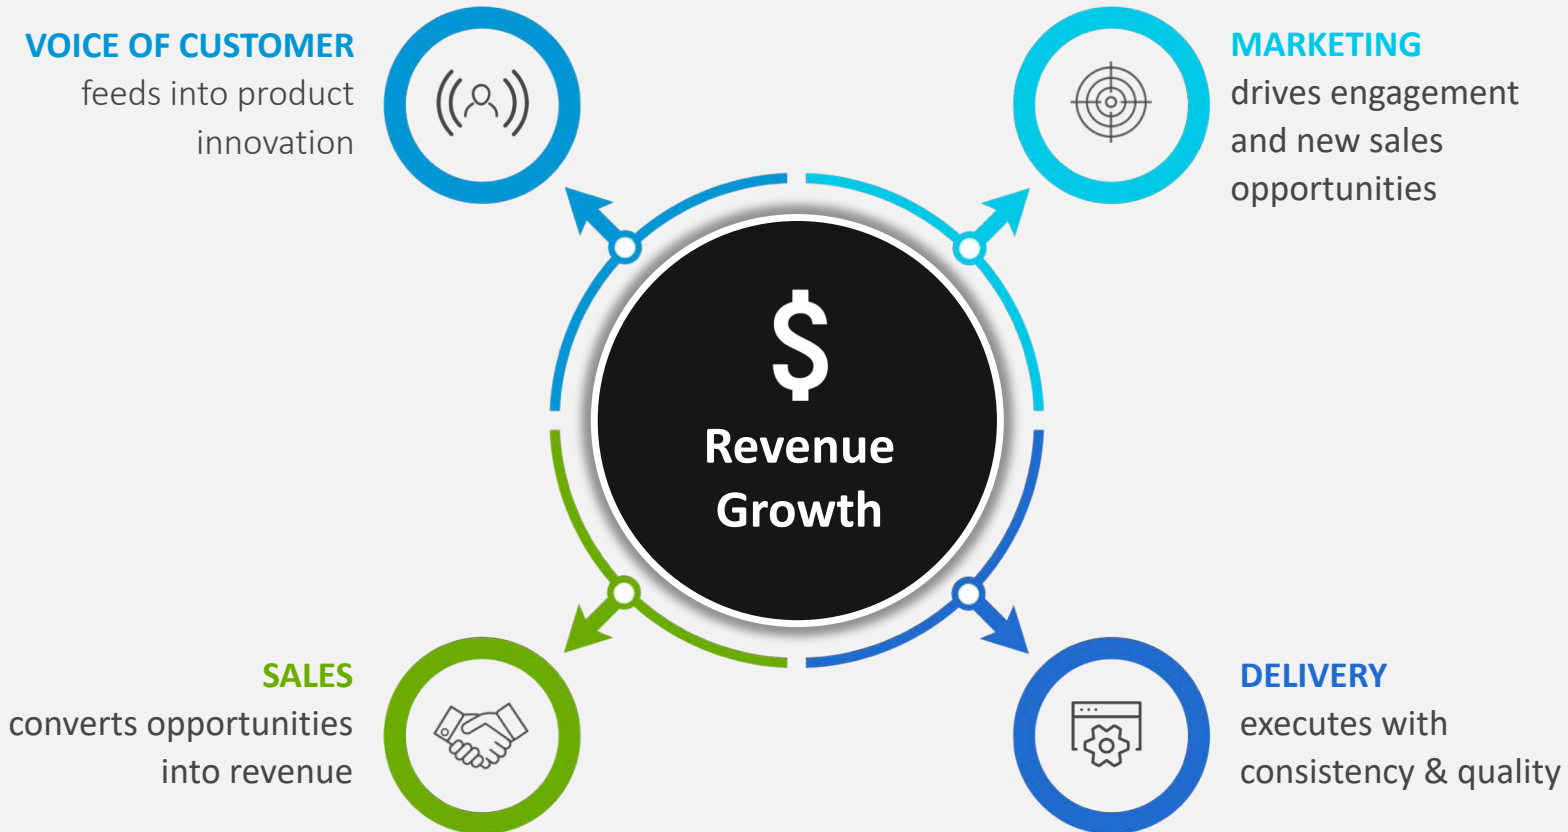 VOICE OF CUSTOMER
feeds into product
innovation
MARKETING
drives engagement
and new sales
opportunities
$
Revenue
Growth
SALES
converts opportunities
into revenue
DELIVERY
executes with
consistency & quality